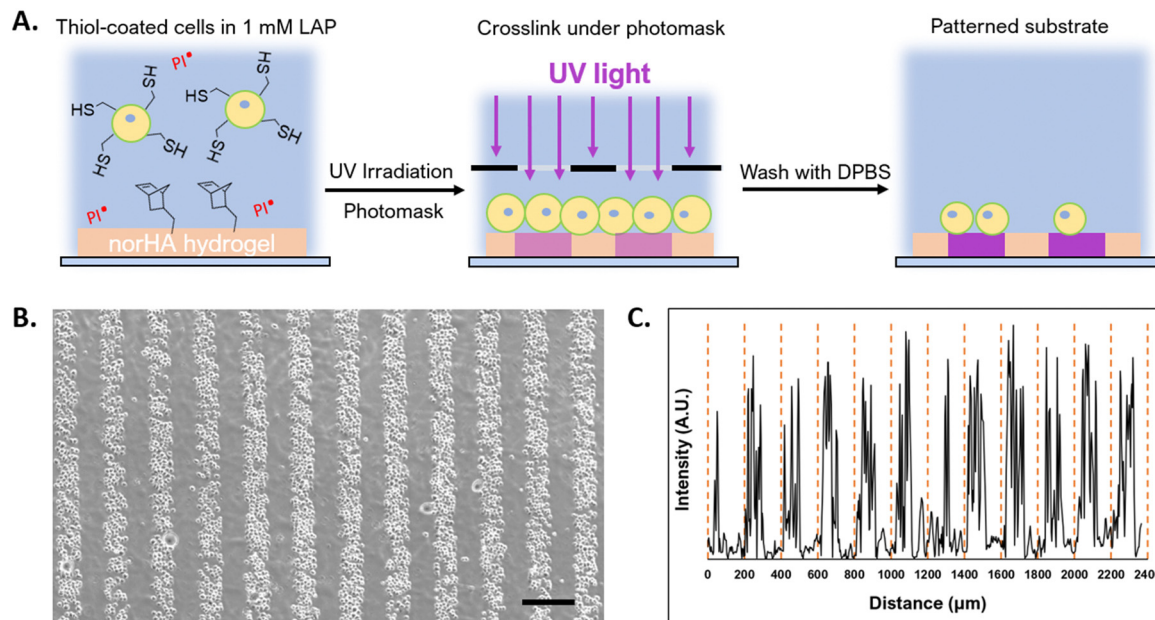 A.
Thiol-coated cells in 1 mM LAP
Crosslink under photomask
Patterned substrate
PI•
SH
SH
HS
HS
SH
SH
HS
HS
PI•
PI•
norHA hydrogel
UV Irradiation
Photomask
UV light
Wash with DPBS
B.
C.
Intensity (A.U.)
0 200 400 600 800 1000 1200 1400 1600 1800 2000 2200 240
Distance (µm)